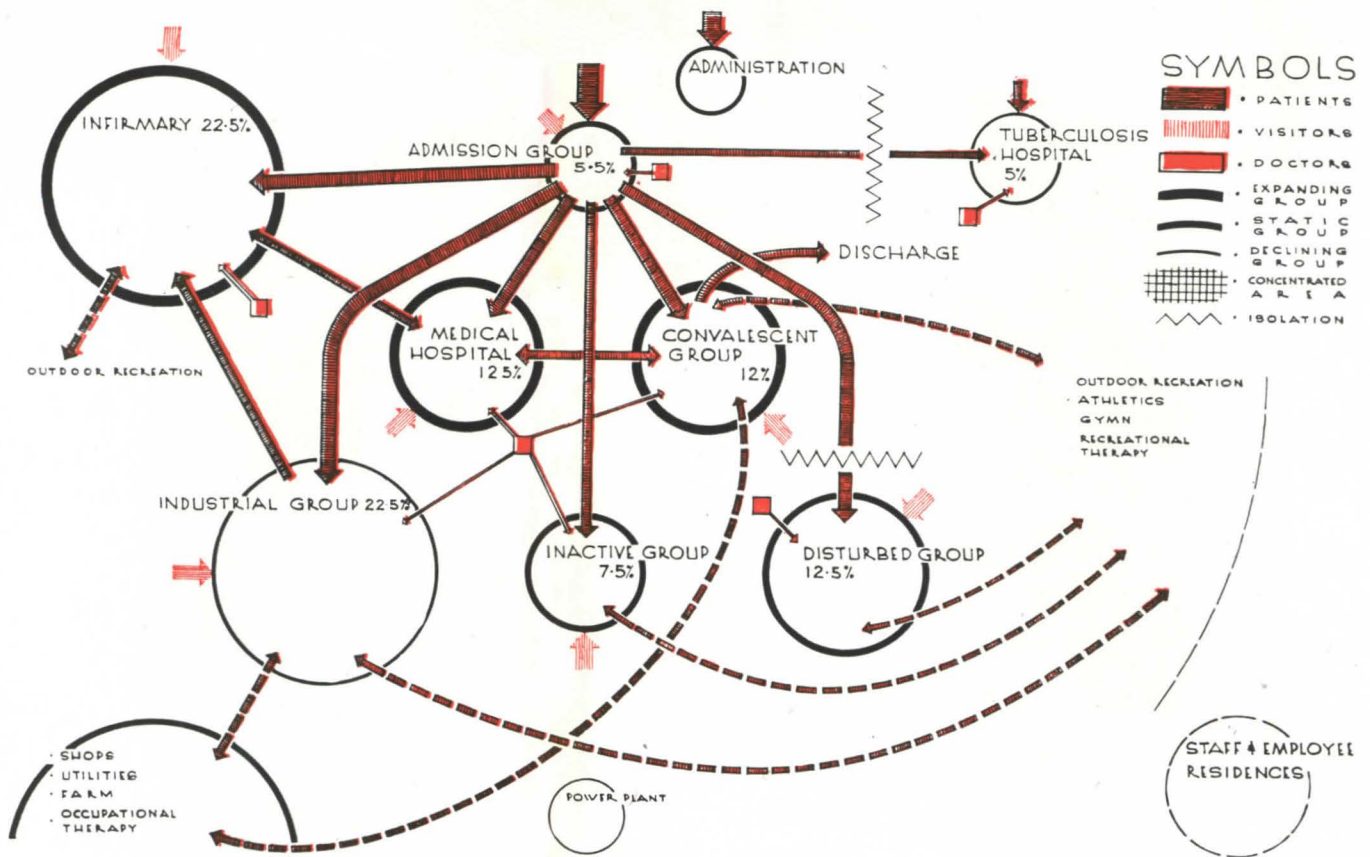 ADMINISTRATION
SYMBOLS
· PATIENTS
· VISITORS
· DOCTORS
· EXPANDING
GROUP
· STATIC
GROUP
· DECLINING
GROUP
· CONCENTRATED
AREA
· ISOLATION
INFIRMARY 22·5%
ADMISSION GROUP
5·5%
TUBERCULOSIS
HOSPITAL
5%
DISCHARGE
MEDICAL
HOSPITAL
12 5%
CONVALESCENT
GROUP
12%
OUTDOOR RECREATION
OUTDOOR RECREATION
· ATHLETICS
GYMN
RECREATIONAL
THERAPY
INDUSTRIAL GROUP 22·5%
INACTIVE GROUP
7·5%
DISTURBED GROUP
12·5%
· SHOPS
· UTILITIES
· FARM
· OCCUPATIONAL
THERAPY
POWER PLANT
STAFF & EMPLOYEE
RESIDENCES